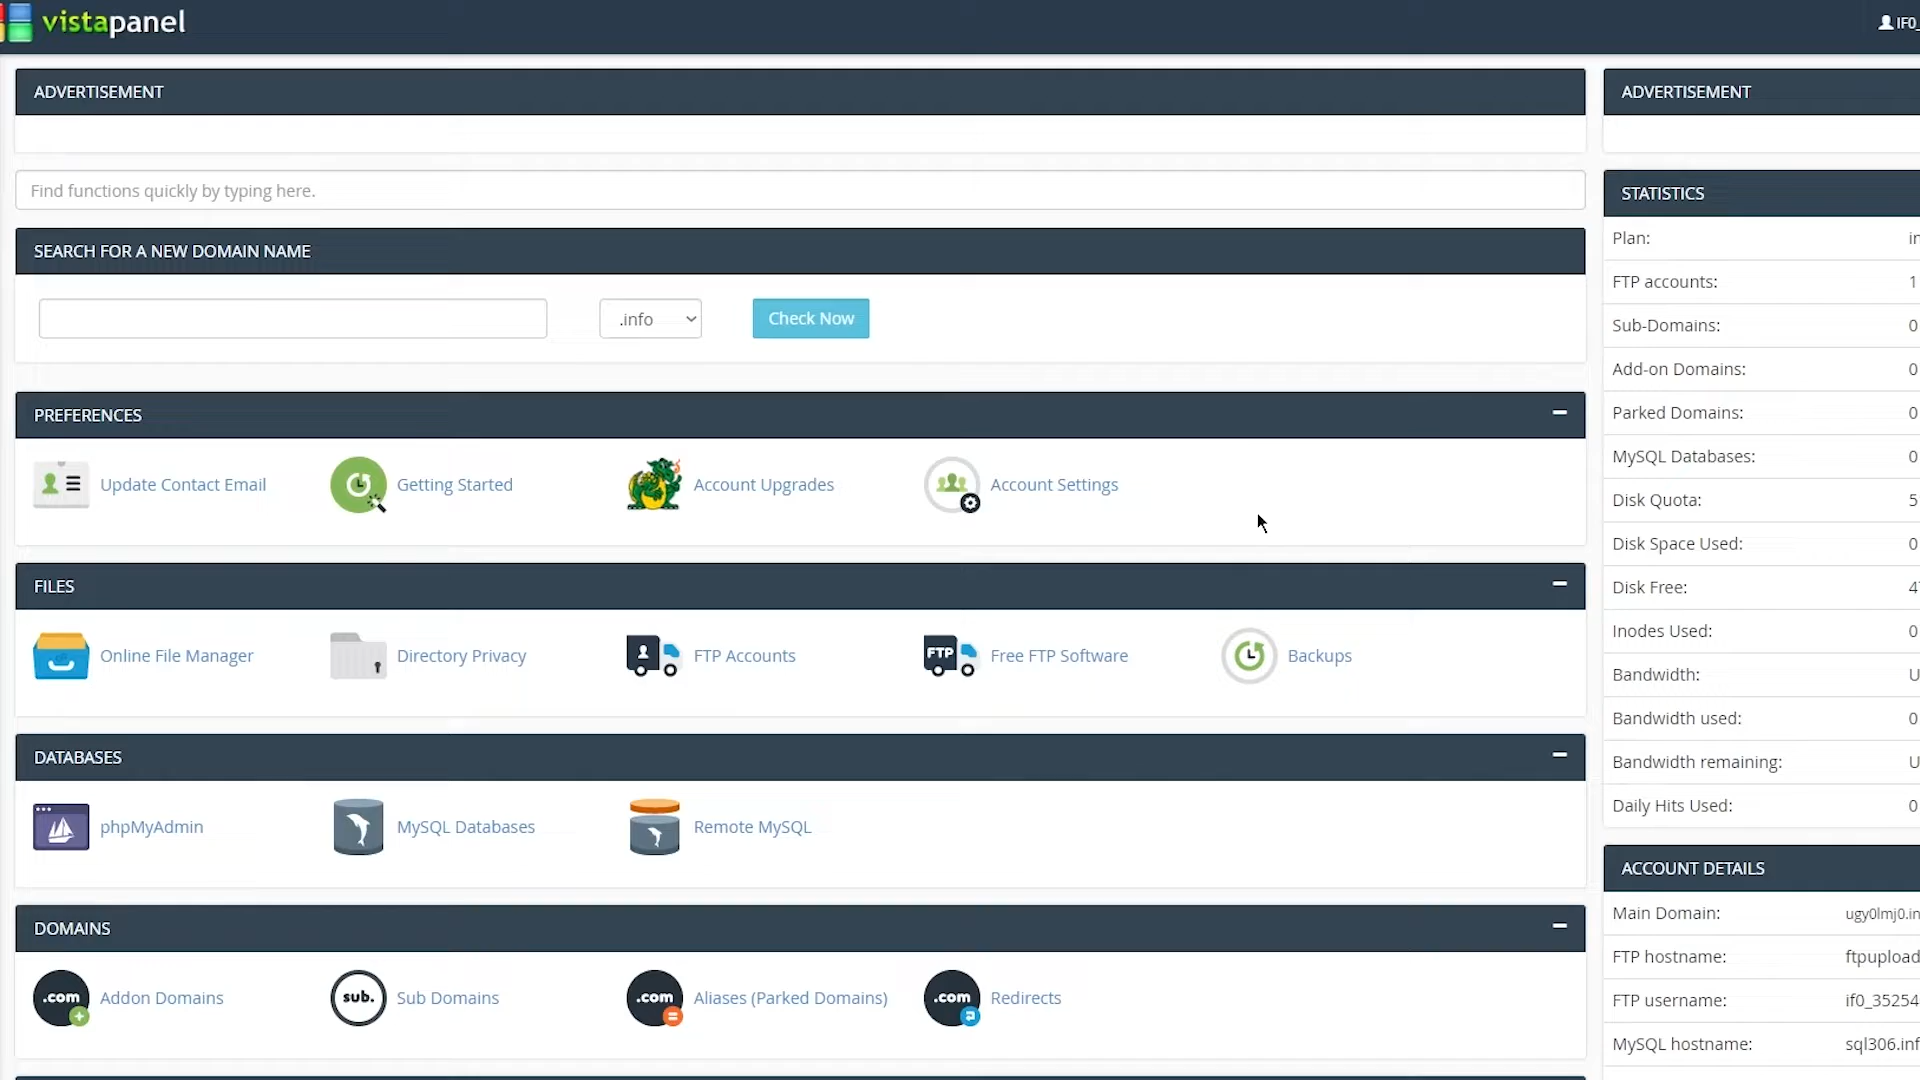 vistapanel
IF0_
ADVERTISEMENT
Find functions quickly by typing here.
SEARCH FOR A NEW DOMAIN NAME
.info
Check Now
PREFERENCES
Update Contact Email
Getting Started
Account Upgrades
Account Settings
FILES
Online File Manager
Directory Privacy
FTP Accounts
FTP
Free FTP Software
Backups
DATABASES
phpMyAdmin
MySQL Databases
Remote MySQL
DOMAINS
.com
Addon Domains
sub.
Sub Domains
.com
Aliases (Parked Domains)
.com
Redirects
ADVERTISEMENT
STATISTICS
Plan: in
FTP accounts: 1
Sub-Domains: 0
Add-on Domains: 0
Parked Domains: 0
MySQL Databases: 0
Disk Quota: 5
Disk Space Used: 0
Disk Free: 4
Inodes Used: 0
Bandwidth: U
Bandwidth used: 0
Bandwidth remaining: U
Daily Hits Used: 0
ACCOUNT DETAILS
Main Domain: ugy0lmj0.in
FTP hostname: ftpupload
FTP username: if0_35254
MySQL hostname: sql306.inf